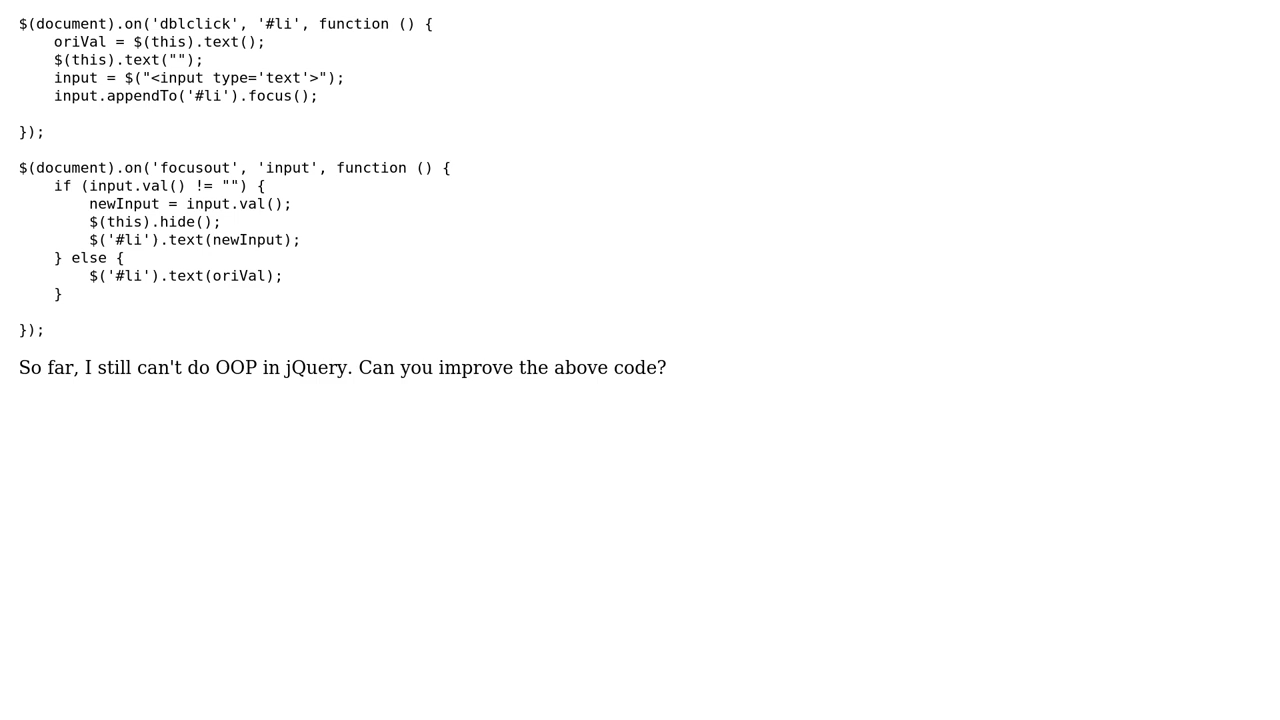 $(document).on('dblclick', '#li', function () {
    oriVal = $(this).text();
    $(this).text("");
    input = $("<input type='text'>");
    input.appendTo('#li').focus();

});

$(document).on('focusout', 'input', function () {
    if (input.val() != "") {
        newInput = input.val();
        $(this).hide();
        $('#li').text(newInput);
    } else {
        $('#li').text(oriVal);
    }

});

So far, I still can't do OOP in jQuery. Can you improve the above code?